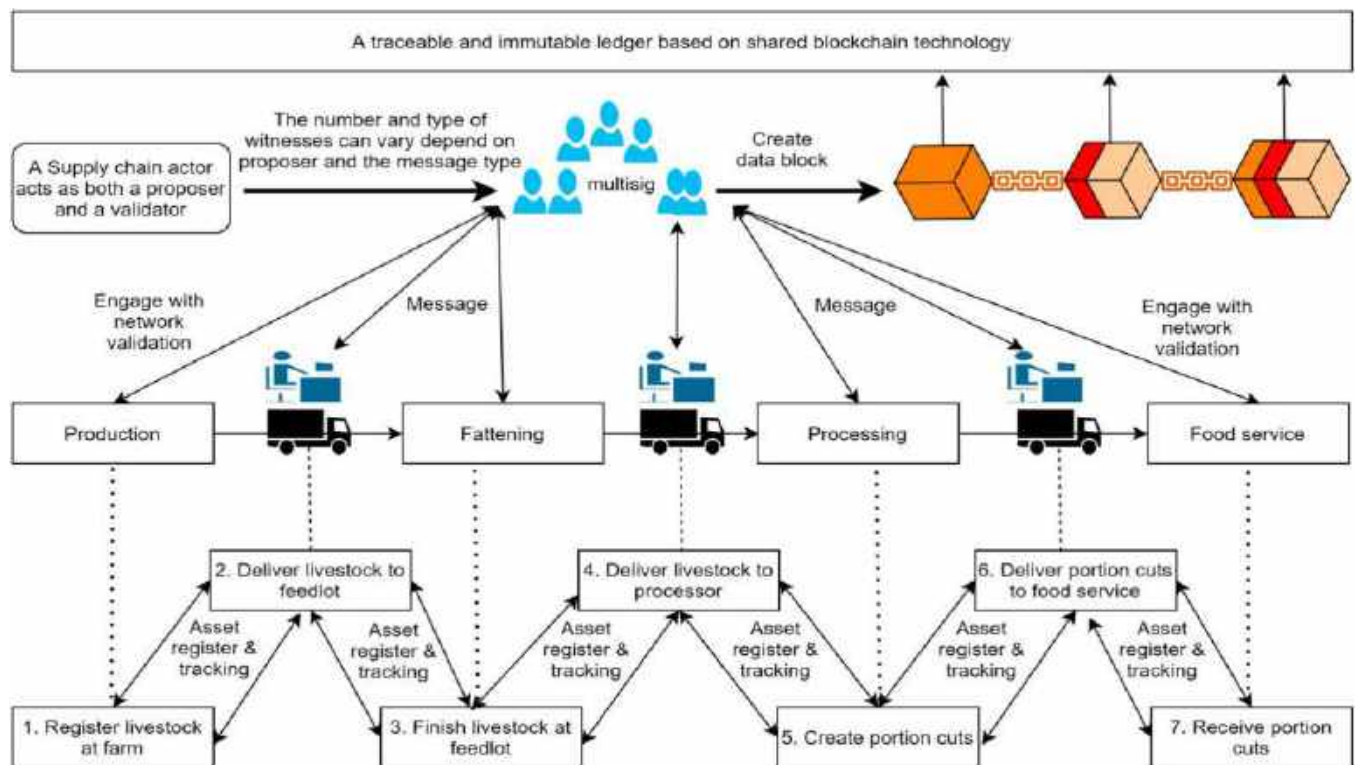 A traceable and immutable ledger based on shared blockchain technology
The number and type of
witnesses can vary depend on
proposer and the message type
A Supply chain actor
acts as both a proposer
and a validator
multisig
Create
data block
Engage with
network
validation
Message
Message
Engage with
network
validation
Production
Fattening
Processing
Food service
2. Deliver livestock to
feedlot
4. Deliver livestock to
processor
6. Deliver portion cuts
to food service
Asset
register &
tracking
Asset
register &
tracking
Asset
register &
tracking
Asset
register &
tracking
Asset
register &
tracking
Asset
register &
tracking
1. Register livestock
at farm
3. Finish livestock at
feedlot
5. Create portion cuts
7. Receive portion
cuts